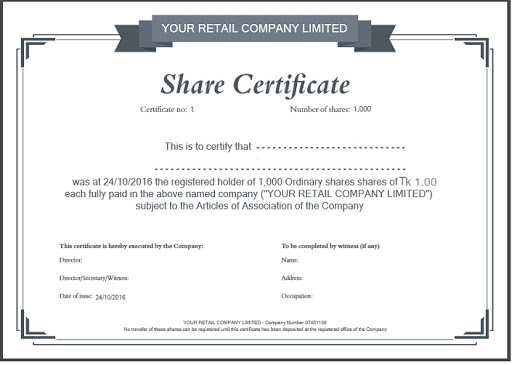 YOUR RETAIL COMPANY LIMITED
Share Certificate
Certificate no: 1 Number of shares: 1,000
This is to certify that
was at 24/10/2016 the registered holder of 1,000 Ordinary shares shares of Tk 1.00
each fully paid in the above named company ("YOUR RETAIL COMPANY LIMITED")
subject to the Articles of Association of the Company
This certificate is hereby executed by the Company: To be completed by witness (if any)
Director: Name:
Director/Secretary/Witness: Address:
Date of issue: 24/10/2016 Occupation:
YOUR RETAIL COMPANY LIMITED - Company Number 07451109
No transfer of these shares can be registered until this certificate has been deposited at the registered office of the Company